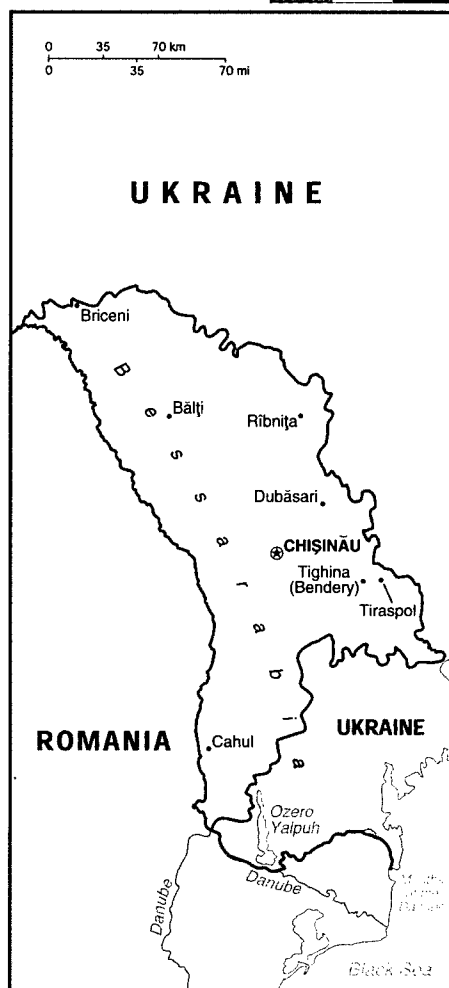 0 35 70 km
0 35 70 mi
UKRAINE
Briceni
Bessarabia
Bălţi
Rîbniţa
Dubăsari
CHIŞINĂU
Tighina
(Bendery)
Tiraspol
ROMANIA
UKRAINE
Cahul
Ozero
Yalpuh
Danube
Danube
Black Sea